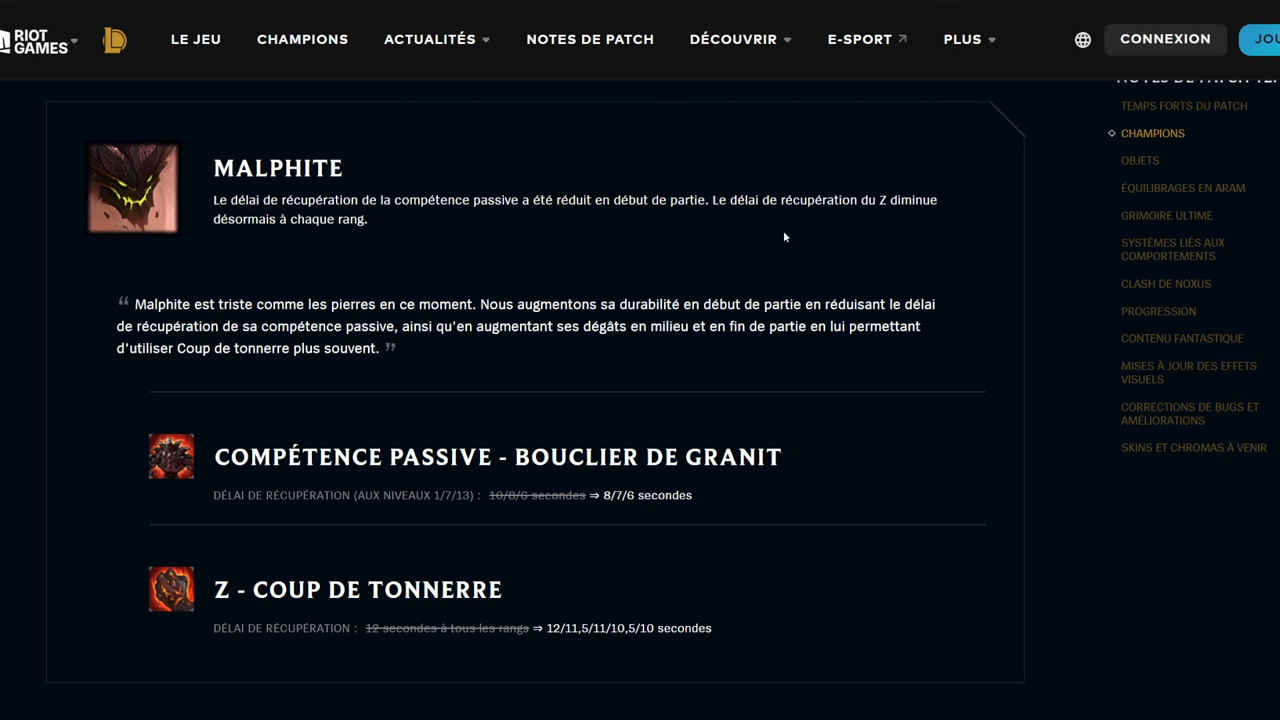 RIOT GAMES
LE JEU
CHAMPIONS
ACTUALITÉS
NOTES DE PATCH
DÉCOUVRIR
E-SPORT
PLUS
CONNEXION
MALPHITE
Le délai de récupération de la compétence passive a été réduit en début de partie. Le délai de récupération du Z diminue
désormais à chaque rang.
“ Malphite est triste comme les pierres en ce moment. Nous augmentons sa durabilité en début de partie en réduisant le délai
de récupération de sa compétence passive, ainsi qu'en augmentant ses dégâts en milieu et en fin de partie en lui permettant
d'utiliser Coup de tonnerre plus souvent. ”
COMPÉTENCE PASSIVE - BOUCLIER DE GRANIT
DÉLAI DE RÉCUPÉRATION (AUX NIVEAUX 1/7/13) : 10/8/6 secondes ⇒ 8/7/6 secondes
Z - COUP DE TONNERRE
DÉLAI DE RÉCUPÉRATION : 12 secondes à tous les rangs ⇒ 12/11,5/11/10,5/10 secondes
TEMPS FORTS DU PATCH
CHAMPIONS
OBJETS
ÉQUILIBRAGES EN ARAM
GRIMOIRE ULTIME
SYSTÈMES LIÉS AUX
COMPORTEMENTS
CLASH DE NOXUS
PROGRESSION
CONTENU FANTASTIQUE
MISES À JOUR DES EFFETS
VISUELS
CORRECTIONS DE BUGS ET
AMÉLIORATIONS
SKINS ET CHROMAS À VENIR